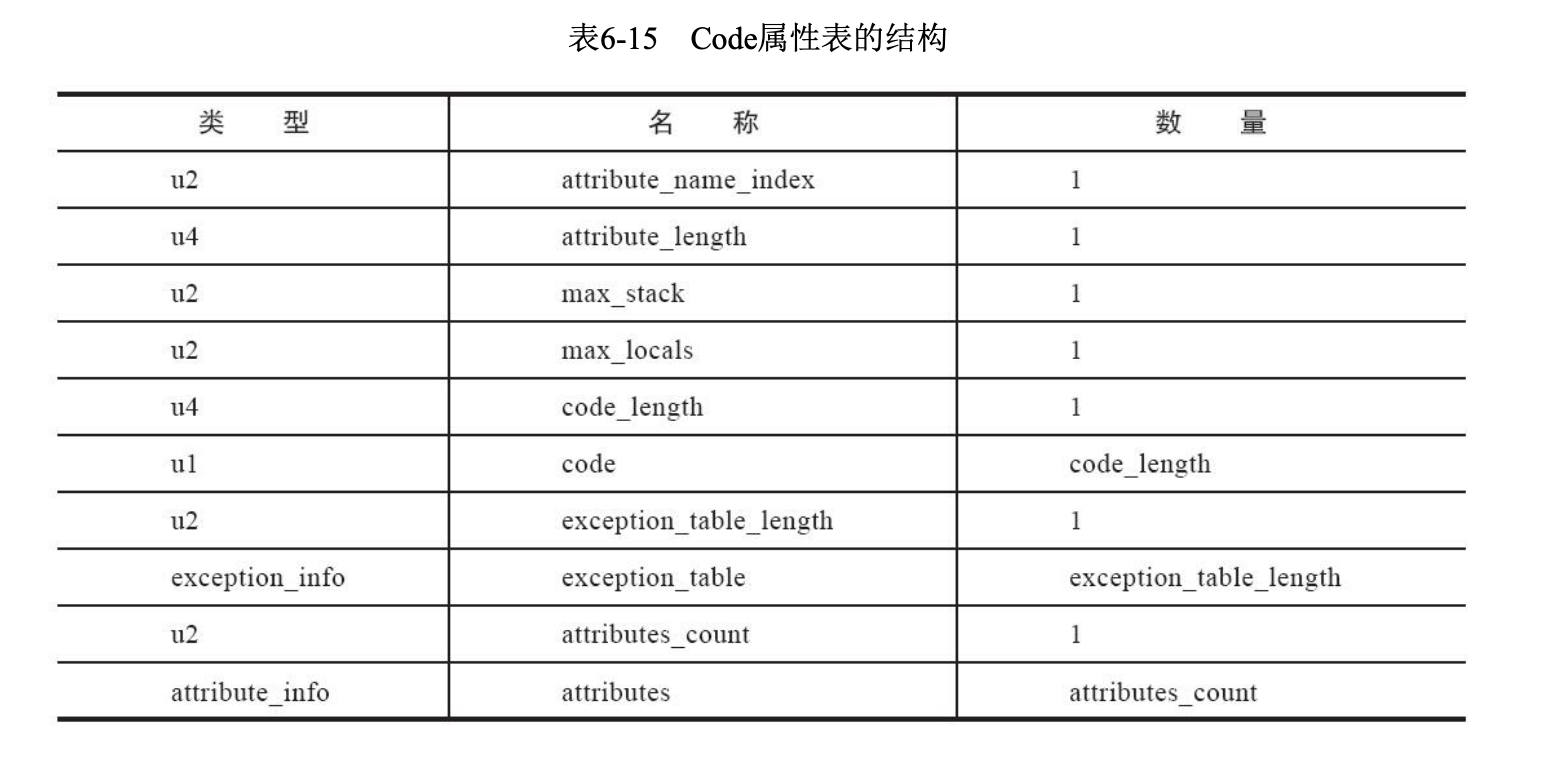 表6-15 Code属性表的结构
类 型 名 称 数 量
u2 attribute_name_index 1
u4 attribute_length 1
u2 max_stack 1
u2 max_locals 1
u4 code_length 1
u1 code code_length
u2 exception_table_length 1
exception_info exception_table exception_table_length
u2 attributes_count 1
attribute_info attributes attributes_count